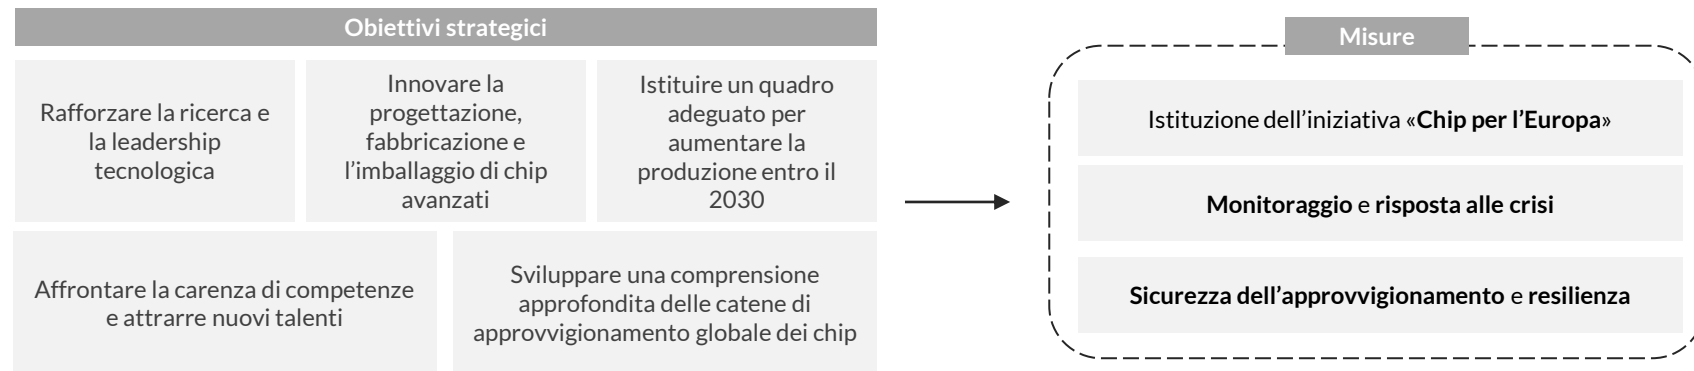 Obiettivi strategici
Rafforzare la ricerca e
la leadership
tecnologica
Innovare la
progettazione,
fabbricazione e
l’imballaggio di chip
avanzati
Istituire un quadro
adeguato per
aumentare la
produzione entro il
2030
Affrontare la carenza di competenze
e attrarre nuovi talenti
Sviluppare una comprensione
approfondita delle catene di
approvvigionamento globale dei chip
Misure
Istituzione dell’iniziativa «Chip per l’Europa»
Monitoraggio e risposta alle crisi
Sicurezza dell’approvvigionamento e resilienza